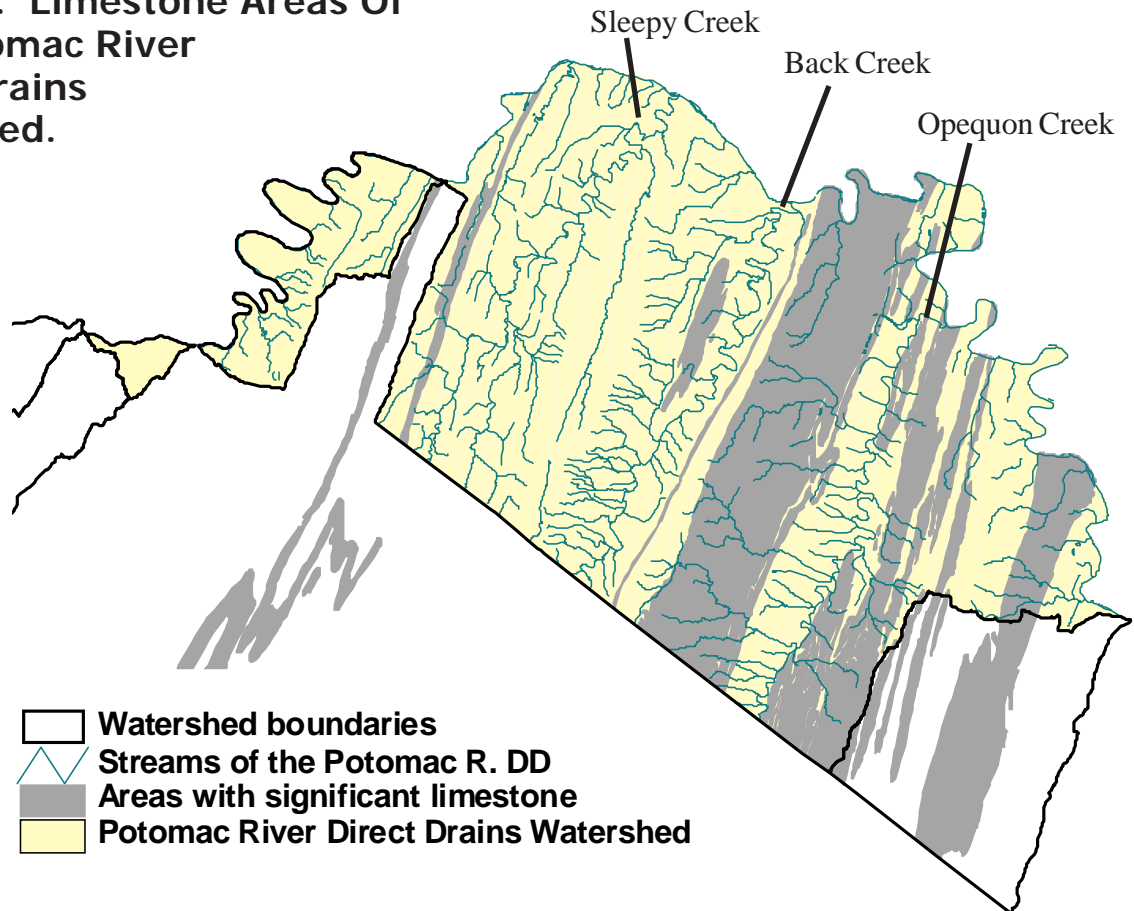 . Limestone Areas Of
omac River
rains
ed.
Sleepy Creek
Back Creek
Opequon Creek
Watershed boundaries
Streams of the Potomac R. DD
Areas with significant limestone
Potomac River Direct Drains Watershed